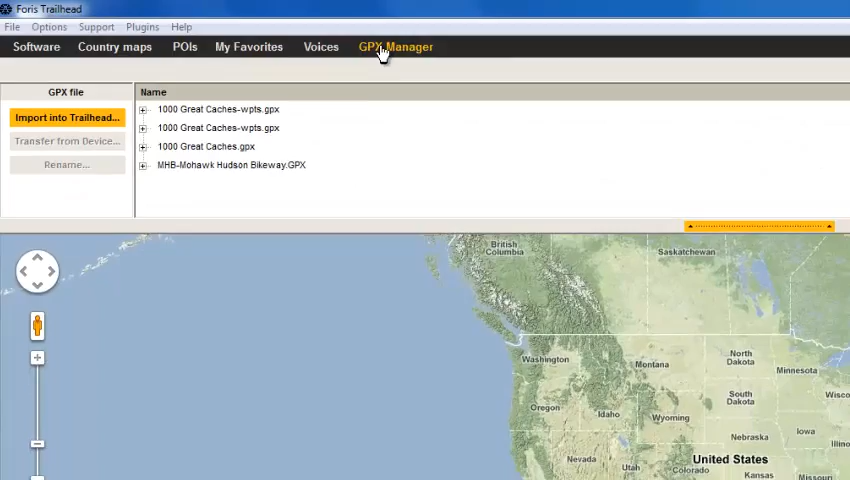 Foris Trailhead
File Options Support Plugins Help
Software Country maps POIs My Favorites Voices GPX Manager
GPX file
Name
Import into Trailhead...
Transfer from Device...
Rename...
1000 Great Caches-wpts.gpx
1000 Great Caches-wpts.gpx
1000 Great Caches.gpx
MHB-Mohawk Hudson Bikeway.GPX
British
Columbia
Saskatchewan
Washington
Montana
North
Dakota
Minnesota
Oregon
Idaho
Wyoming
South
Dakota
Wisco
Nebraska
Iowa
Illino
Nevada
Utah
United States
Colorado
Kansas
Missouri